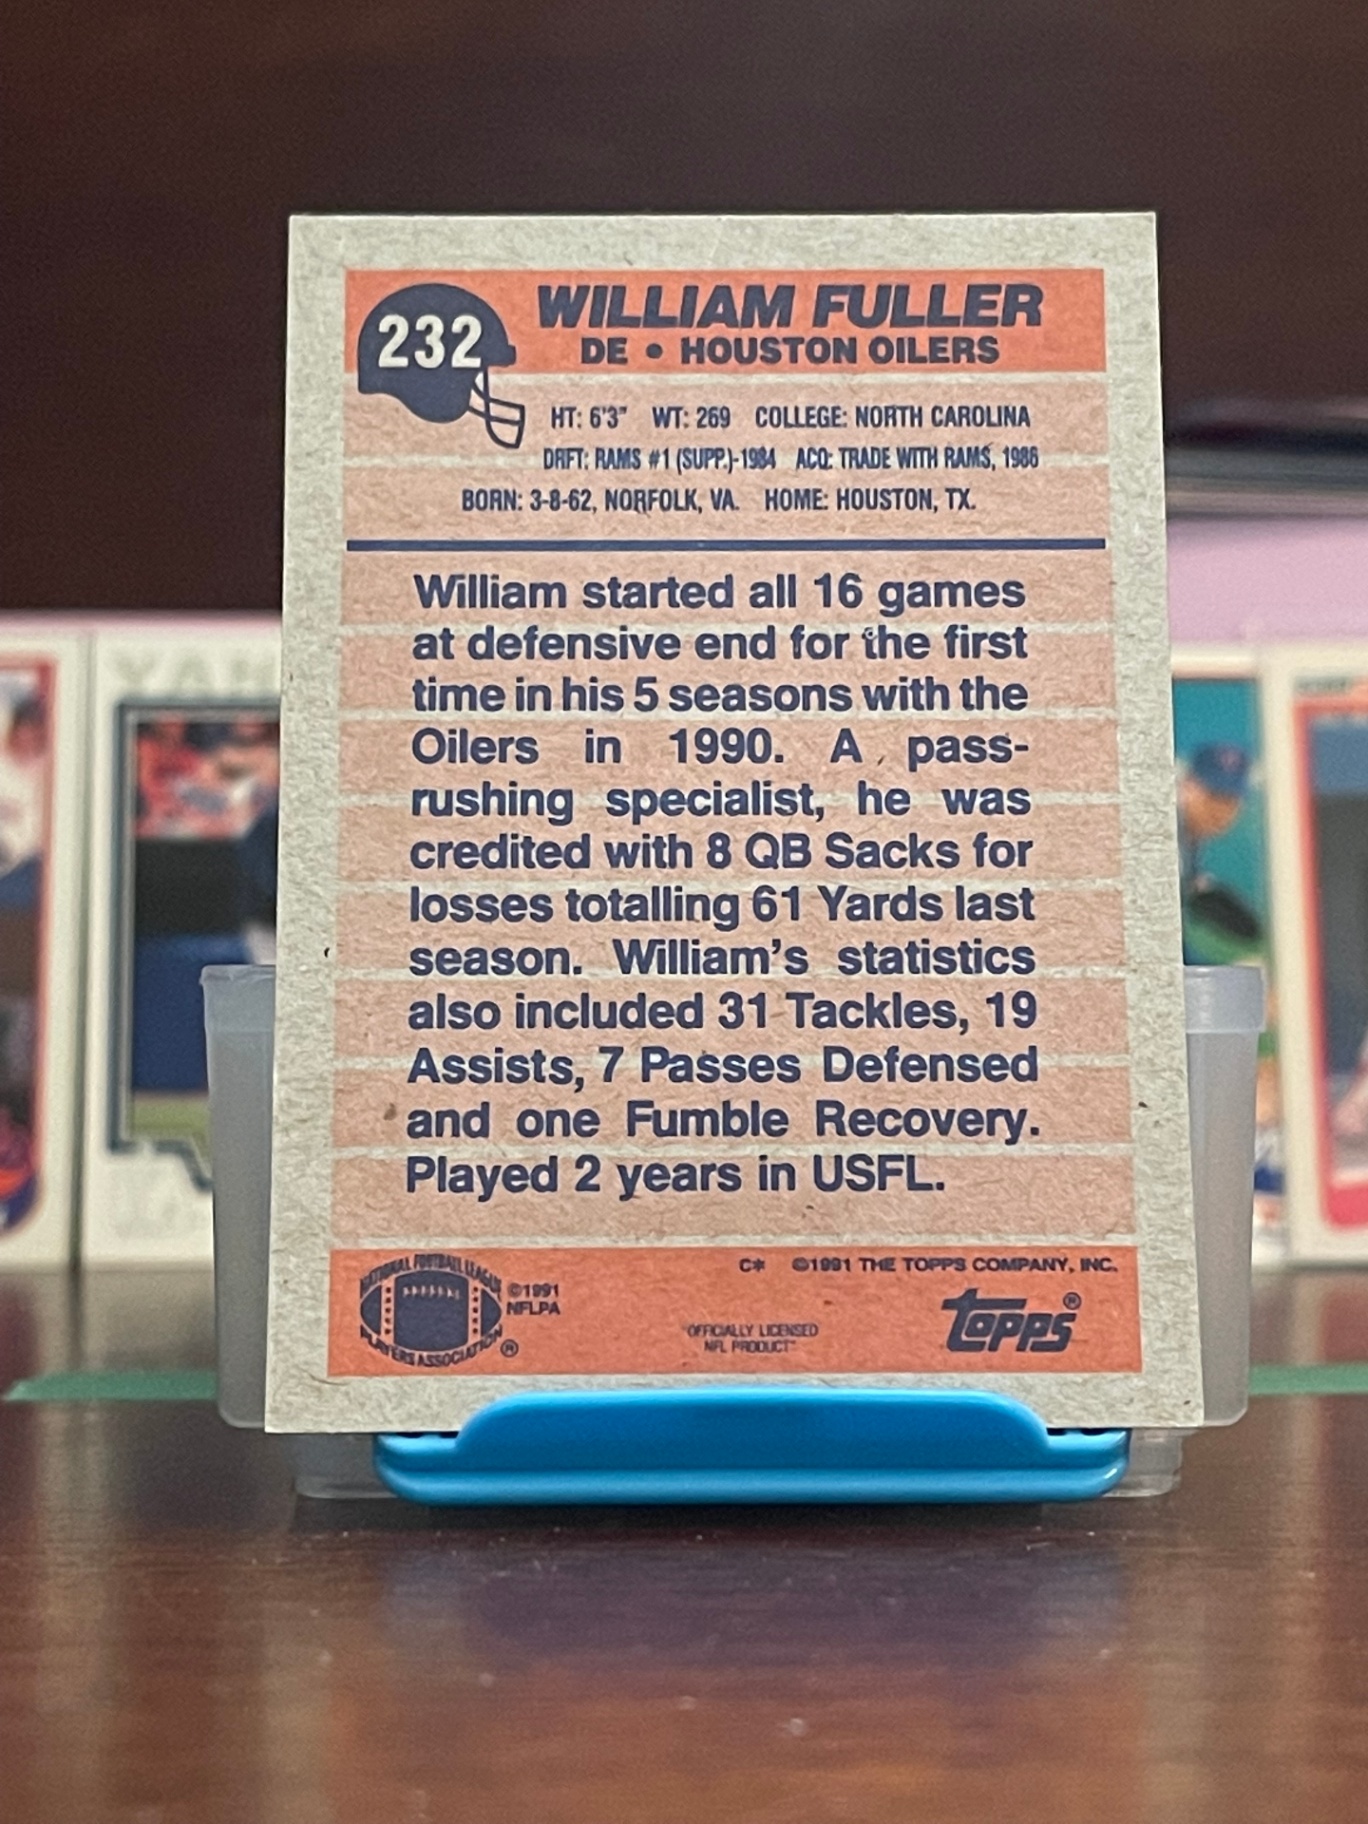 232
WILLIAM FULLER
DE • HOUSTON OILERS
HT: 6'3" WT: 269 COLLEGE: NORTH CAROLINA
DRFT: RAMS #1 (SUPP.)-1984 ACQ: TRADE WITH RAMS, 1986
BORN: 3-8-62, NORFOLK, VA. HOME: HOUSTON, TX.
William started all 16 games
at defensive end for the first
time in his 5 seasons with the
Oilers in 1990. A pass-
rushing specialist, he was
credited with 8 QB Sacks for
losses totalling 61 Yards last
season. William's statistics
also included 31 Tackles, 19
Assists, 7 Passes Defensed
and one Fumble Recovery.
Played 2 years in USFL.
C* ©1991 THE TOPPS COMPANY, INC.
NATIONAL FOOTBALL LEAGUE
PLAYERS ASSOCIATION ®
©1991
NFLPA
"OFFICIALLY LICENSED
NFL PRODUCT"
topps®